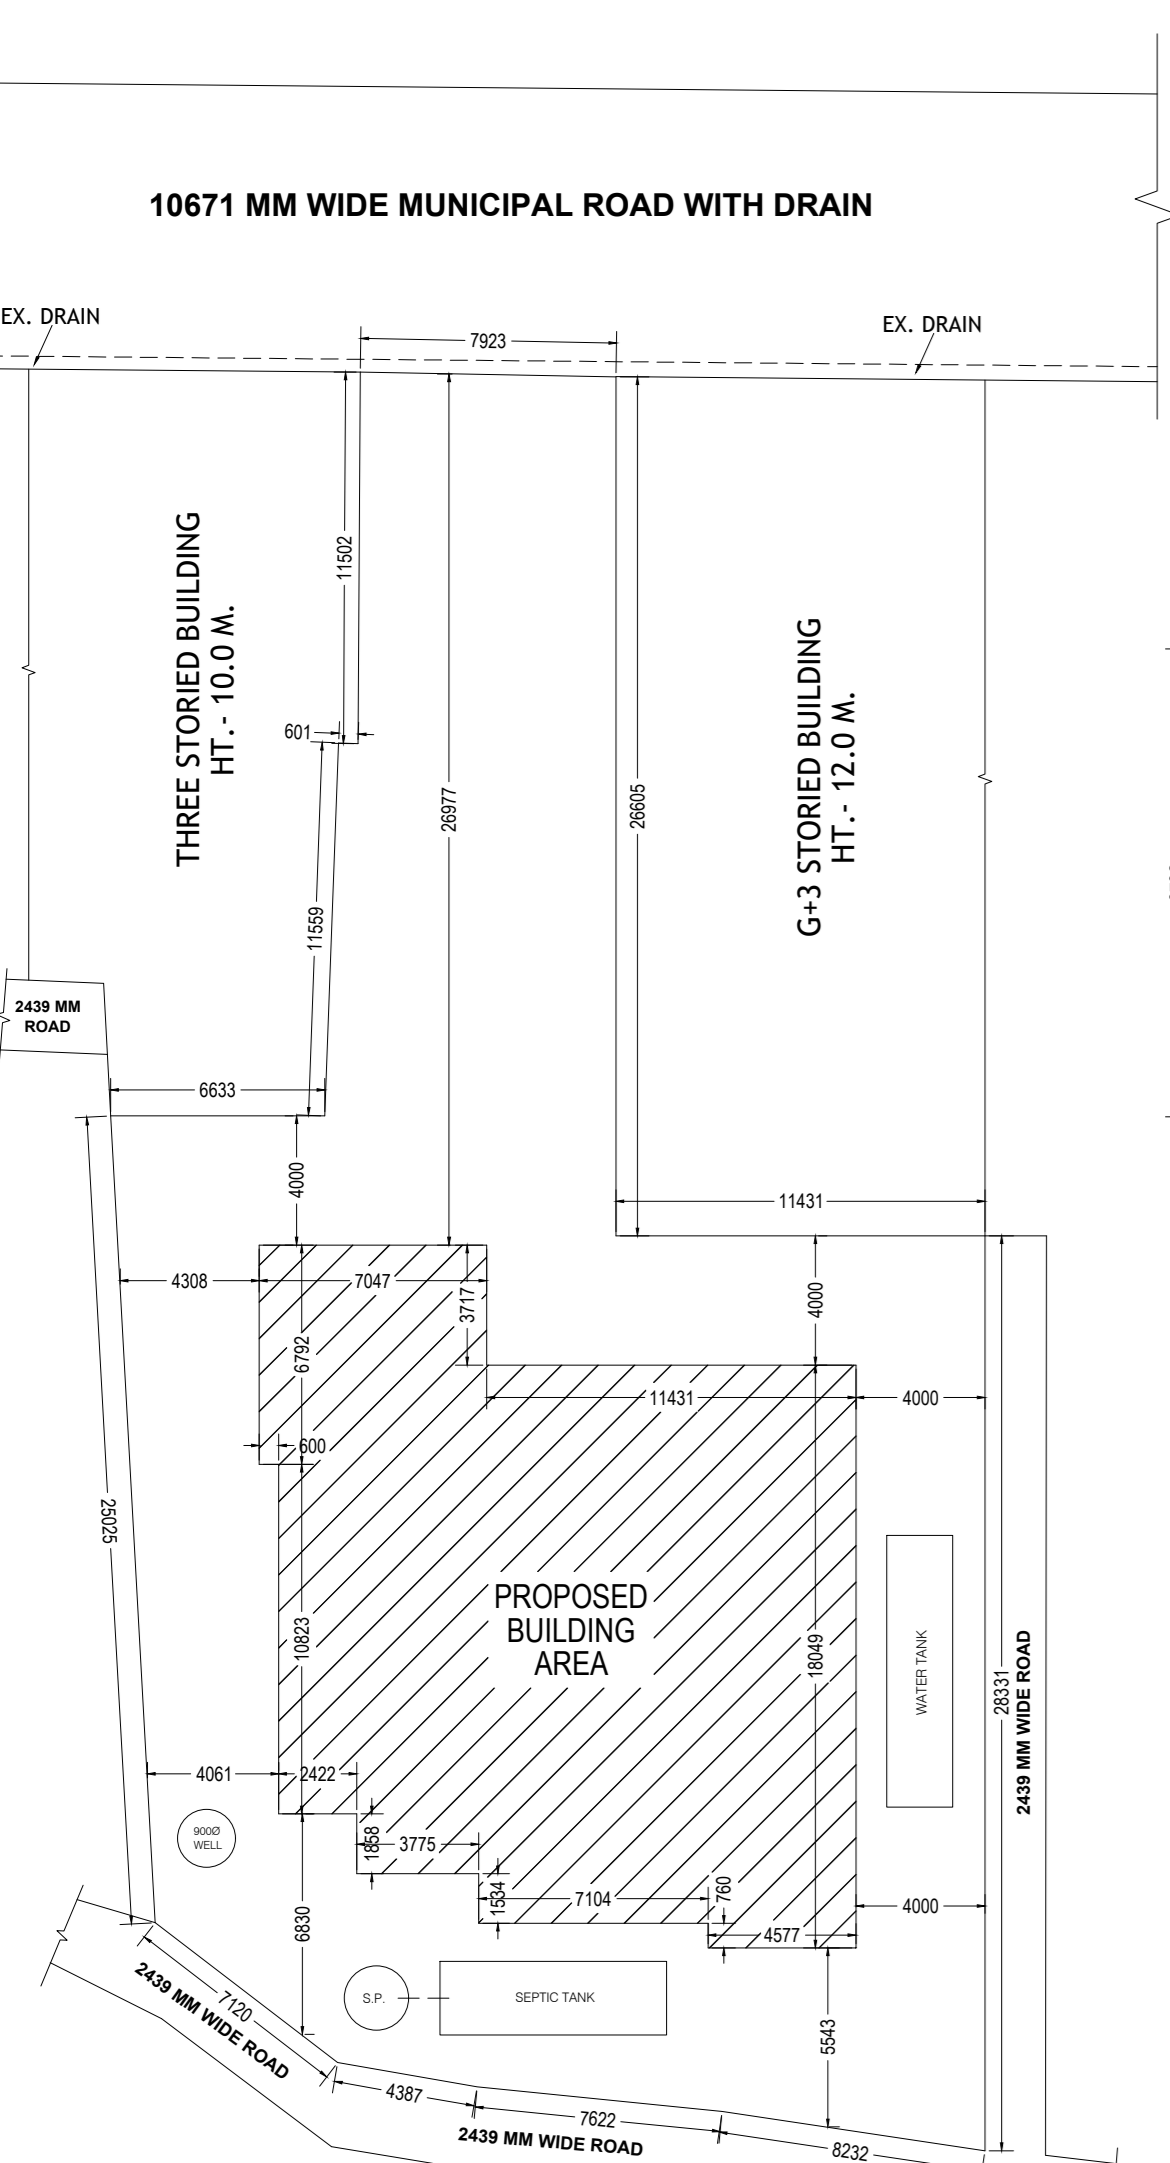 10671 MM WIDE MUNICIPAL ROAD WITH DRAIN
EX. DRAIN
EX. DRAIN
7923
THREE STORIED BUILDING
HT.- 10.0 M.
11502
601
11559
26977
26605
G+3 STORIED BUILDING
HT.- 12.0 M.
2439 MM
ROAD
6633
4000
11431
4308
7047
3717
4000
6792
11431
4000
600
25025
10823
PROPOSED
BUILDING
AREA
18049
WATER TANK
28331
2439 MM WIDE ROAD
4061
2422
900Ø
WELL
1858
3775
1534
7104
760
4577
4000
6830
S.P.
SEPTIC TANK
5543
7120
2439 MM WIDE ROAD
4387
7622
2439 MM WIDE ROAD
8232